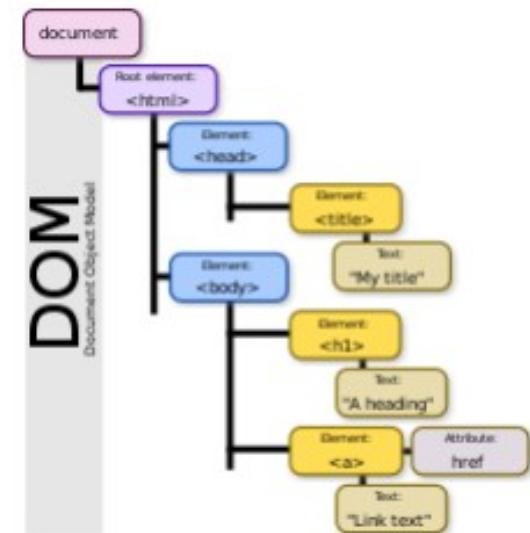 document
Root element:
<html>
Element:
<head>
Element:
<title>
Text:
"My title"
Element:
<body>
Element:
<h1>
Text:
"A heading"
Element:
<a>
Attribute:
href
Text:
"Link text"
DOM
Document Object Model